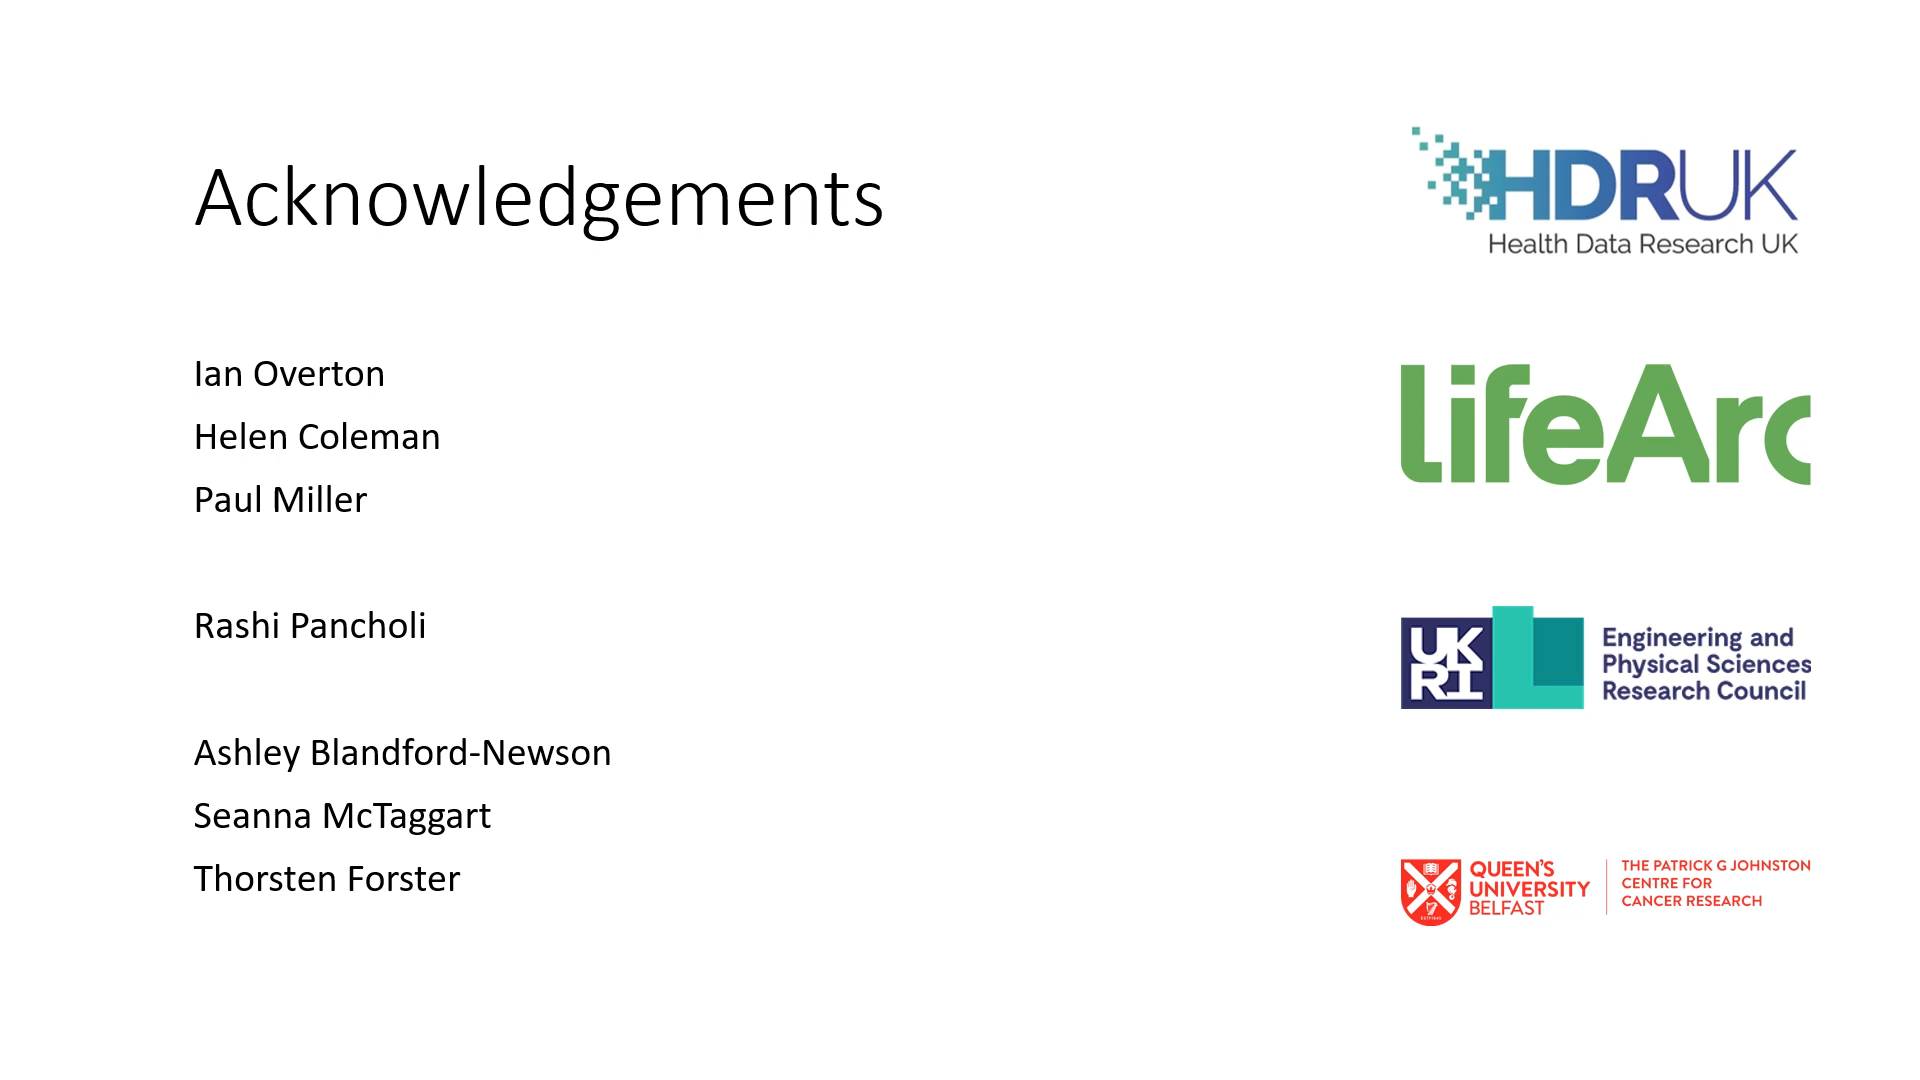 Acknowledgements
Ian Overton
Helen Coleman
Paul Miller
Rashi Pancholi
Ashley Blandford-Newson
Seanna McTaggart
Thorsten Forster
HDRUK
Health Data Research UK
LifeArc
UK
RI
Engineering and
Physical Sciences
Research Council
QUEEN'S
UNIVERSITY
BELFAST
THE PATRICK G JOHNSTON
CENTRE FOR
CANCER RESEARCH